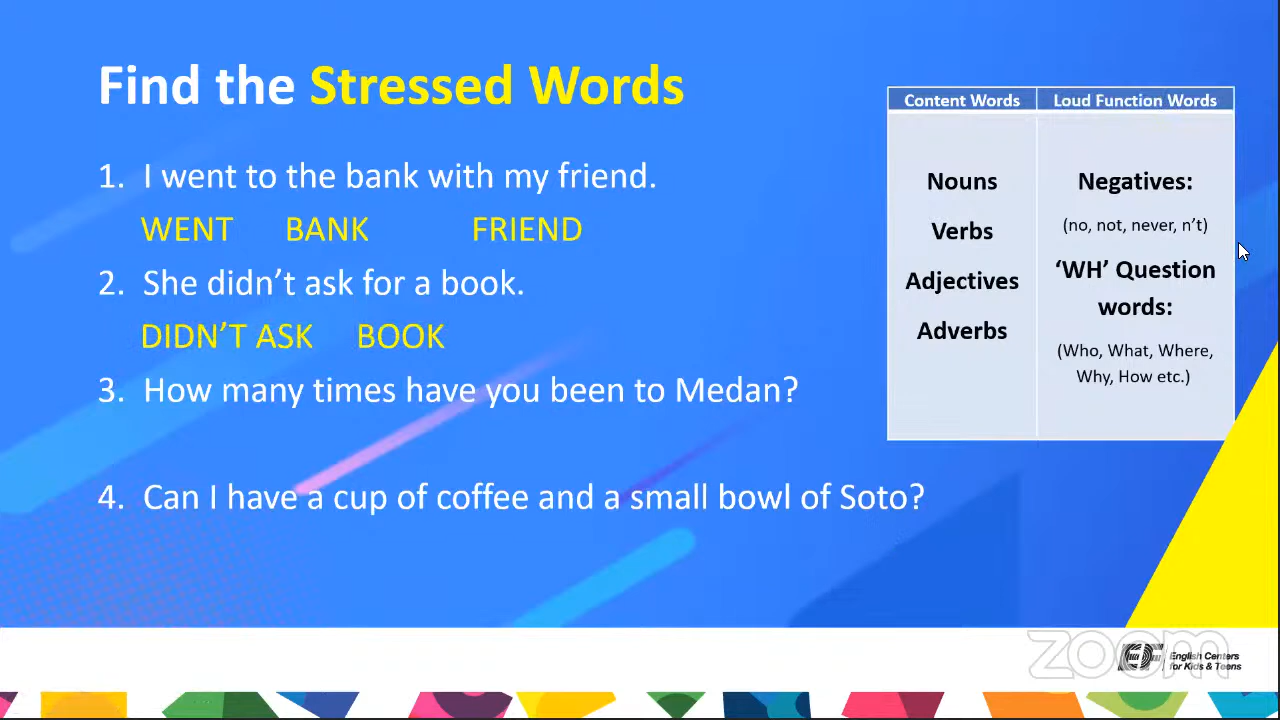 Find the Stressed Words
1. I went to the bank with my friend.
WENT BANK FRIEND
2. She didn’t ask for a book.
DIDN’T ASK BOOK
3. How many times have you been to Medan?
4. Can I have a cup of coffee and a small bowl of Soto?
Content Words Loud Function Words
Nouns
Verbs
Adjectives
Adverbs
Negatives:
(no, not, never, n’t)
‘WH’ Question
words:
(Who, What, Where,
Why, How etc.)
zoom
EF English Centers
for Kids & Teens